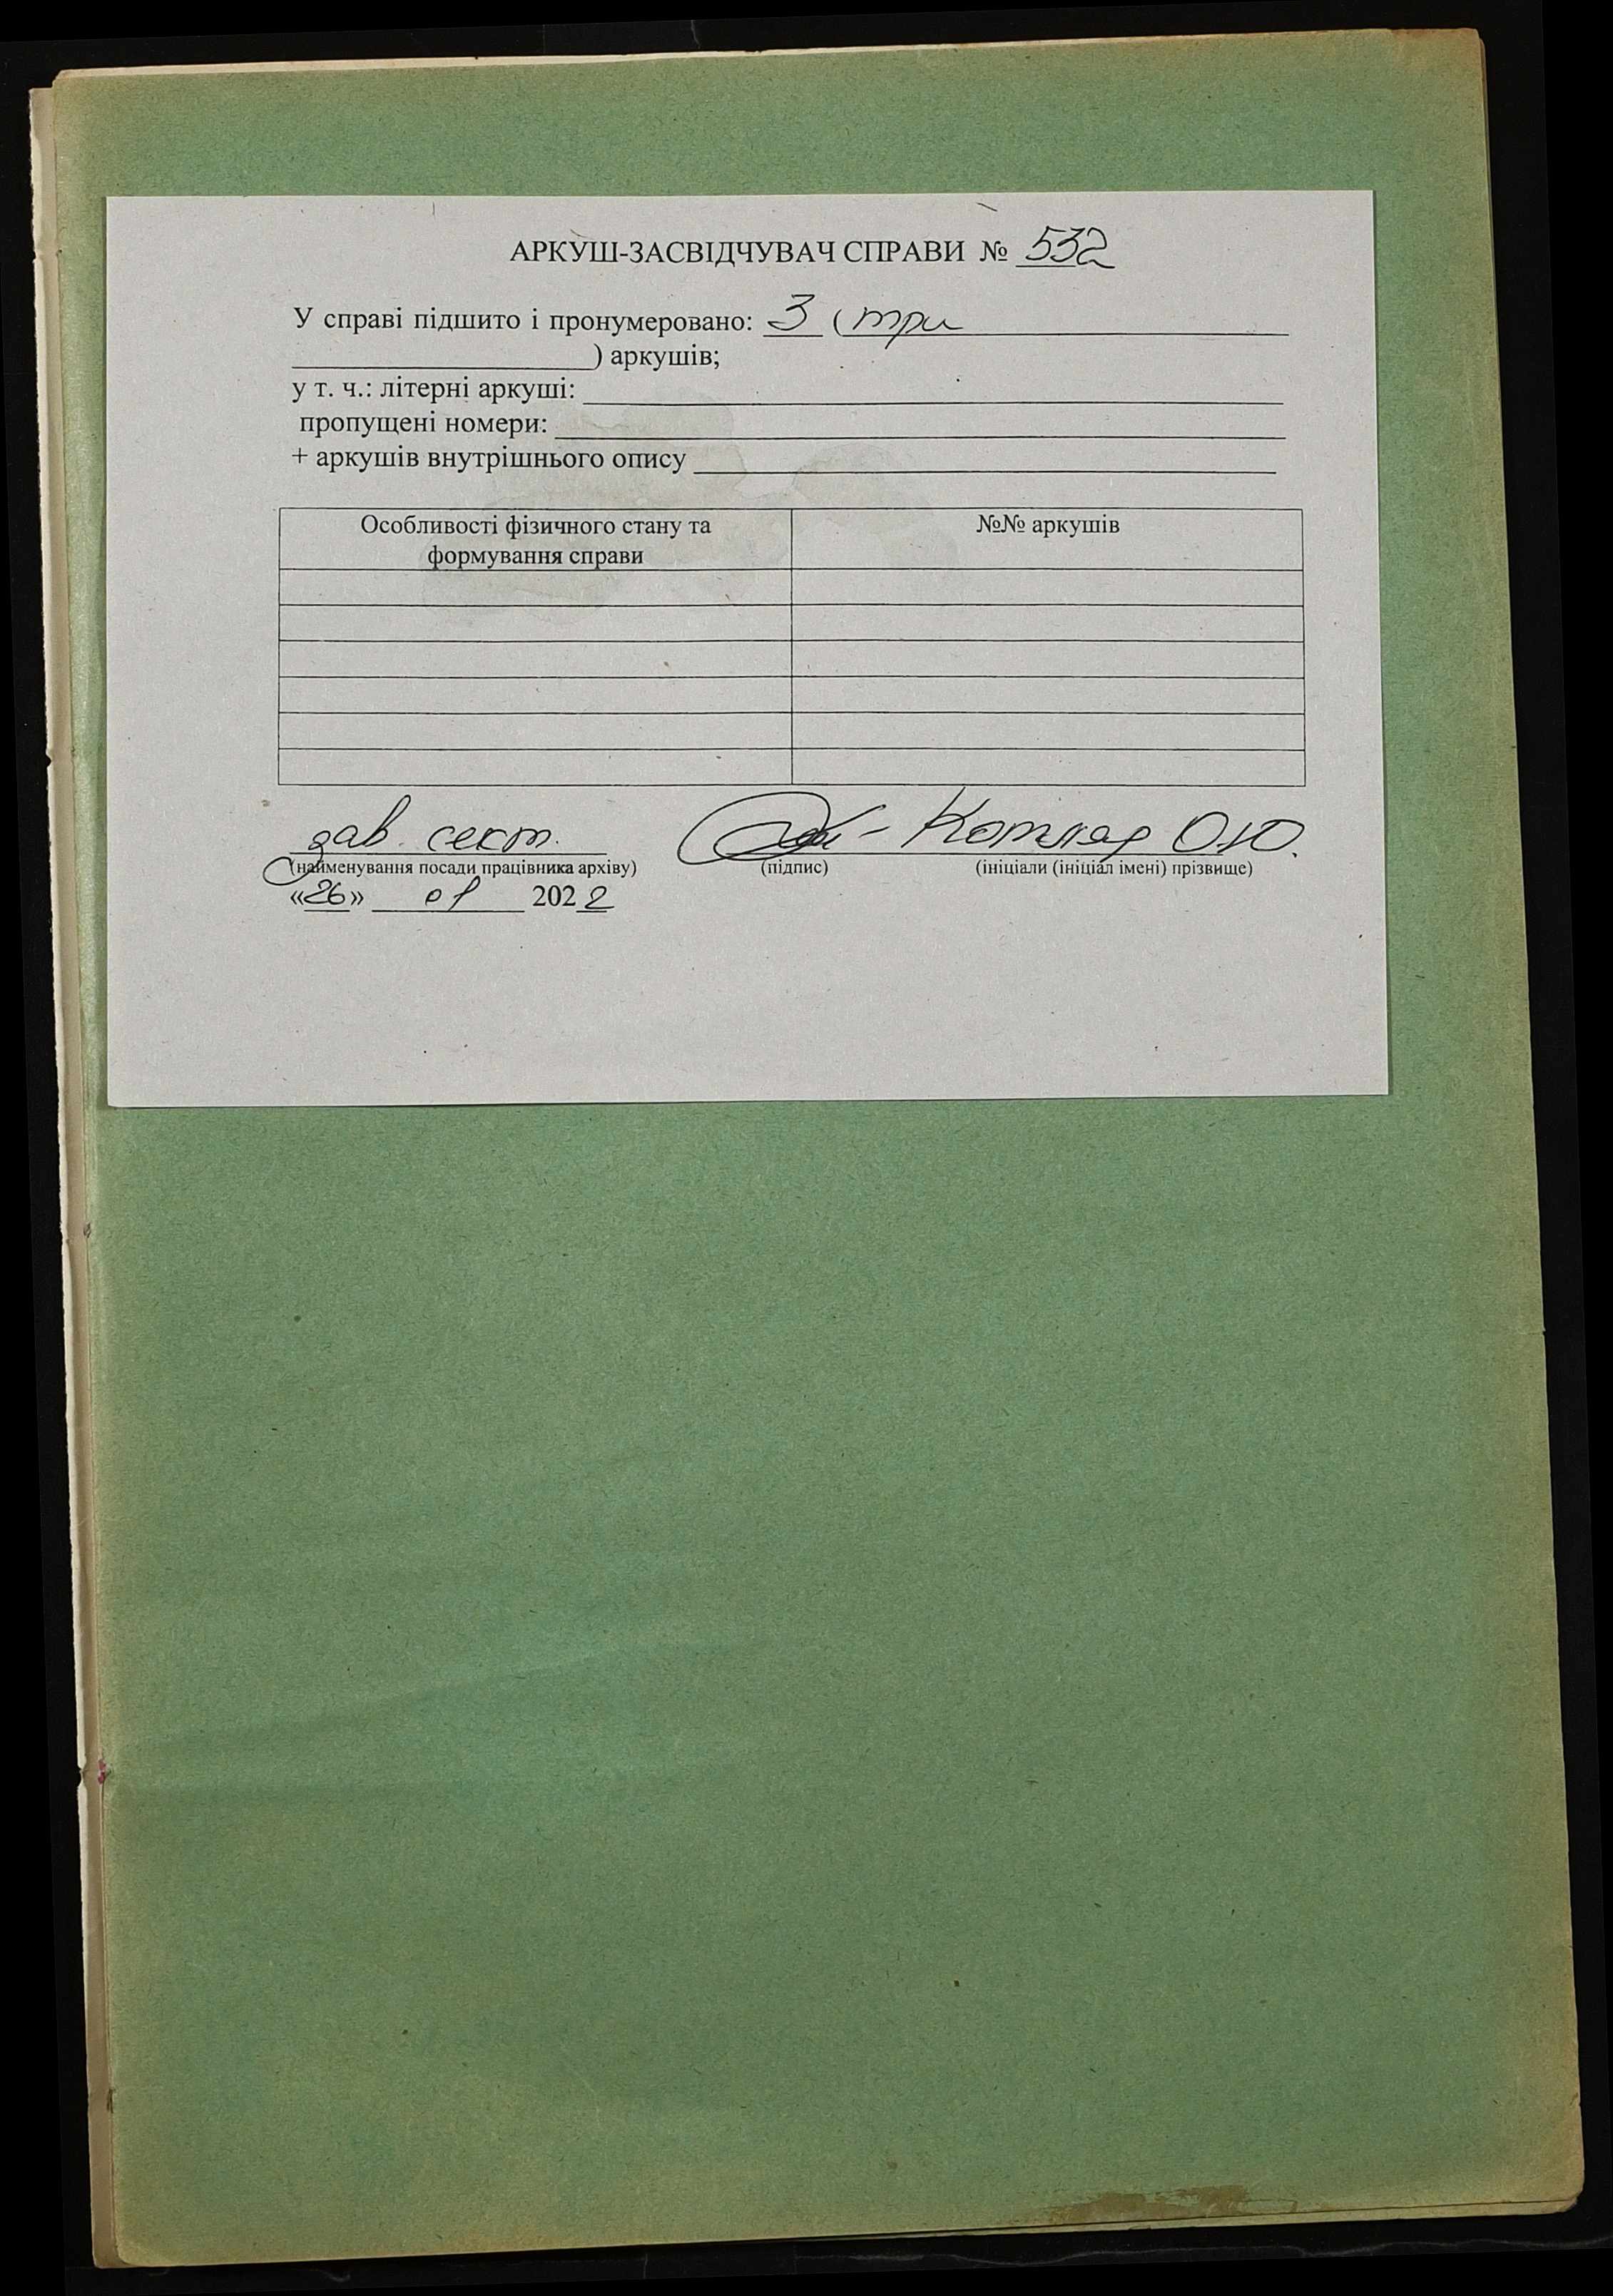 АРКУШ-ЗАСВІДЧУВАЧ СПРАВИ № 532
У справі підшито і пронумеровано: 3 ( три
) аркушів;
у т. ч.: літерні аркуші:
пропущені номери:
+ аркушів внутрішнього опису
Особливості фізичного стану та формування справи
№№ аркушів
зав. сект. Котляр О.Ю.
(найменування посади працівника архіву) (підпис) (ініціали (ініціал імені) прізвище)
«26» 01 2022